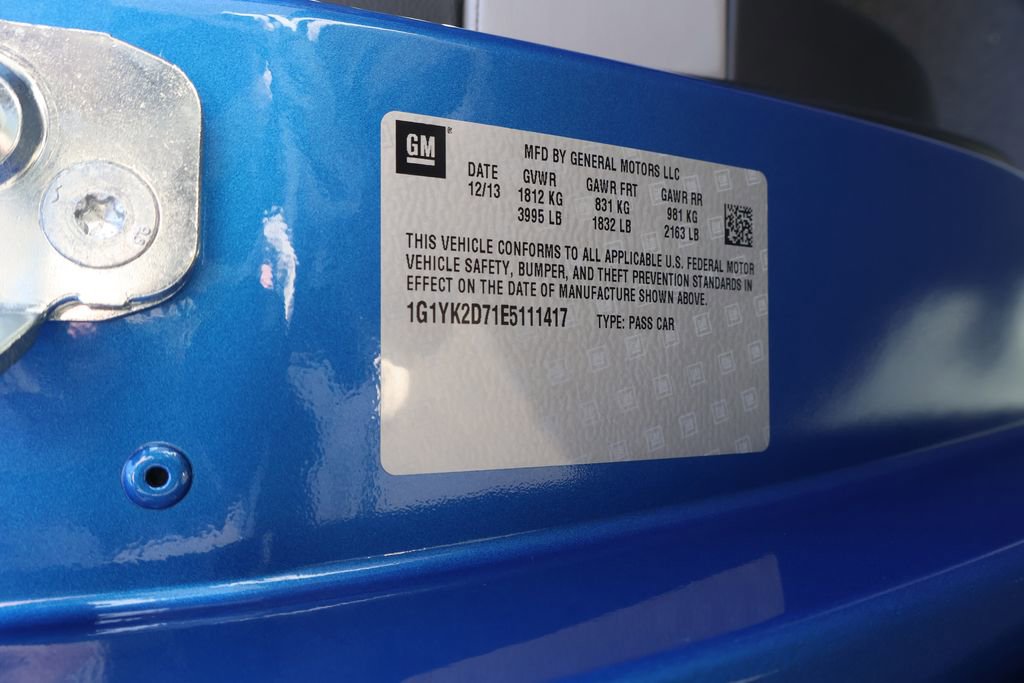 GM
®
MFD BY GENERAL MOTORS LLC
DATE GVWR GAWR FRT GAWR RR
12/13 1812 KG 831 KG 981 KG
3995 LB 1832 LB 2163 LB
THIS VEHICLE CONFORMS TO ALL APPLICABLE U.S. FEDERAL MOTOR
VEHICLE SAFETY, BUMPER, AND THEFT PREVENTION STANDARDS IN
EFFECT ON THE DATE OF MANUFACTURE SHOWN ABOVE.
1G1YK2D71E5111417 TYPE: PASS CAR